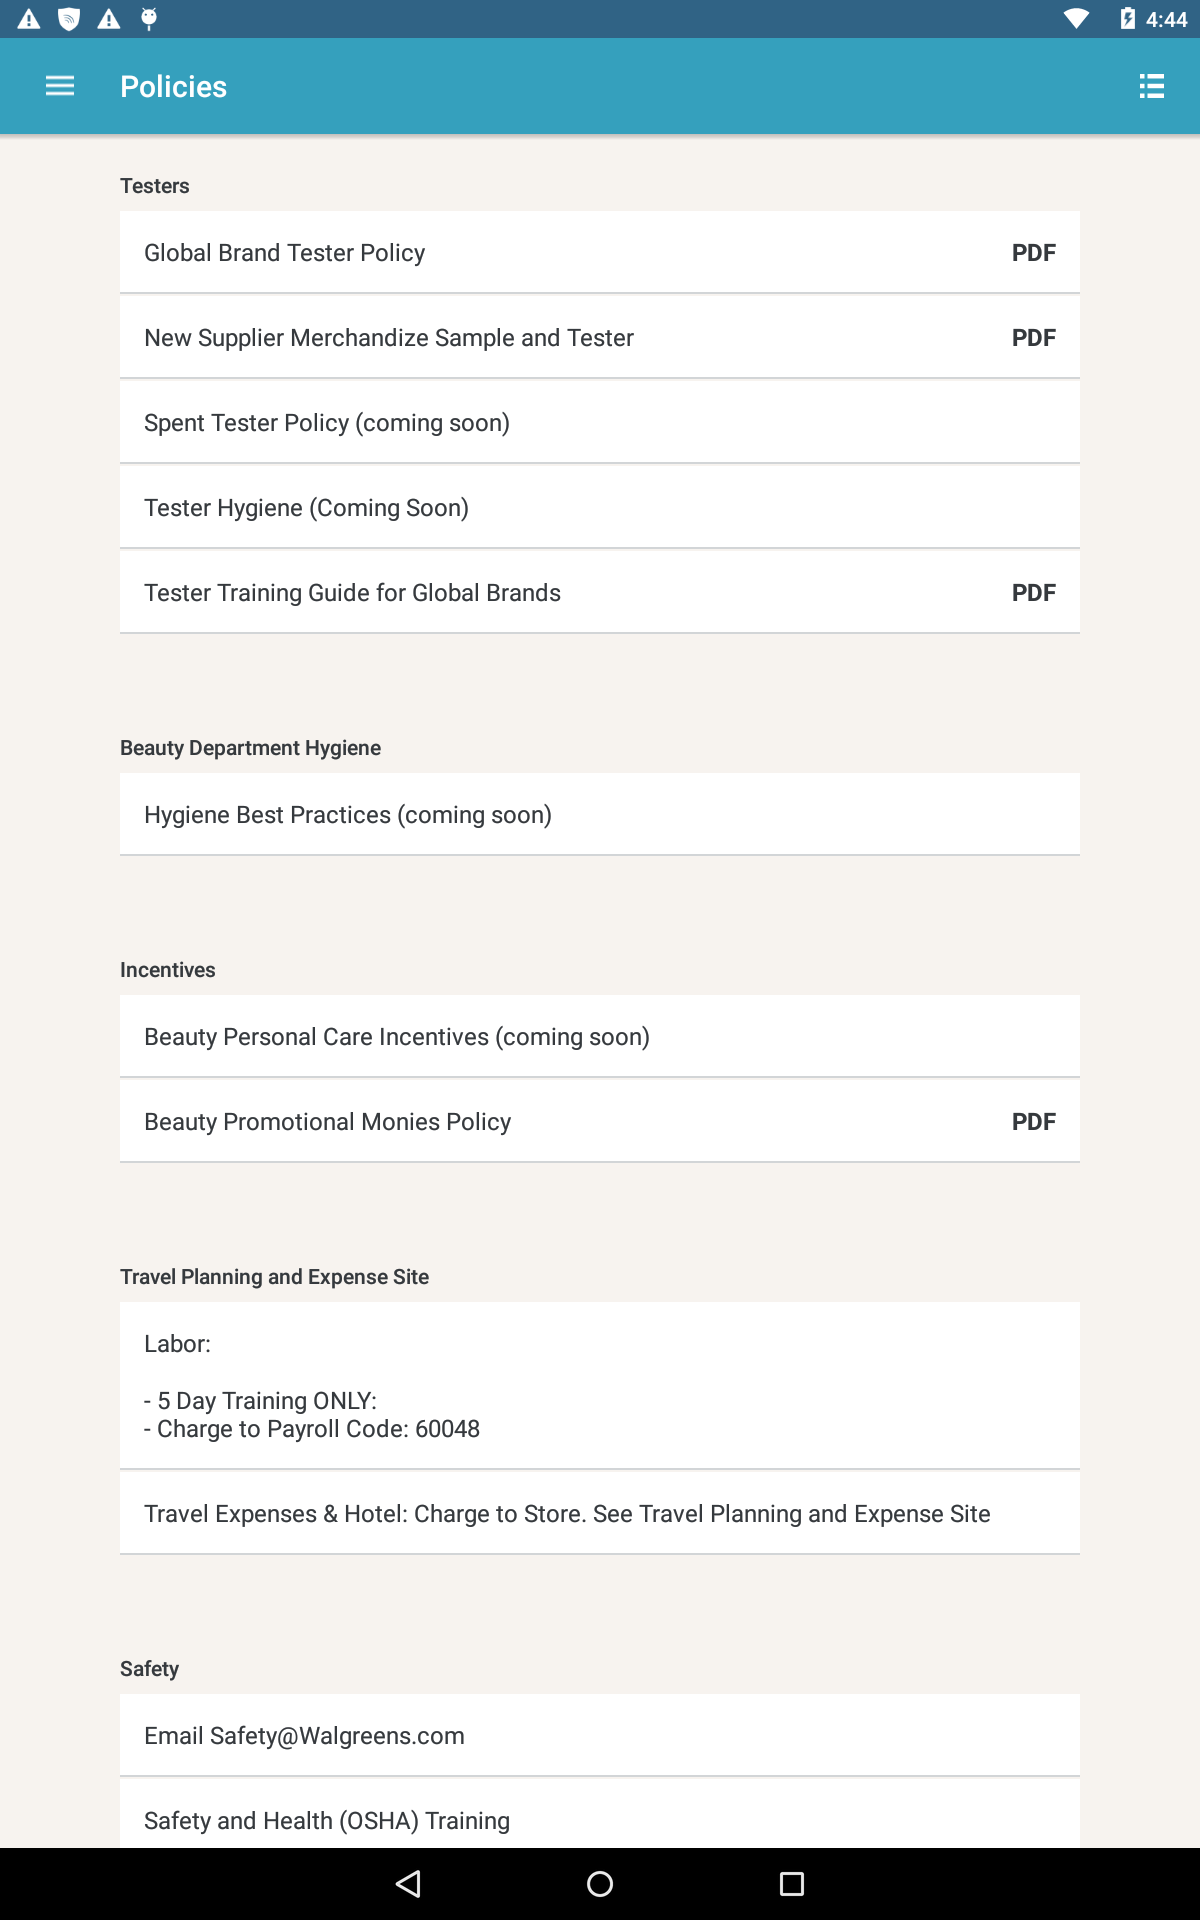 4:44
Policies
Testers
Global Brand Tester Policy PDF
New Supplier Merchandize Sample and Tester PDF
Spent Tester Policy (coming soon)
Tester Hygiene (Coming Soon)
Tester Training Guide for Global Brands PDF
Beauty Department Hygiene
Hygiene Best Practices (coming soon)
Incentives
Beauty Personal Care Incentives (coming soon)
Beauty Promotional Monies Policy PDF
Travel Planning and Expense Site
Labor:
- 5 Day Training ONLY:
- Charge to Payroll Code: 60048
Travel Expenses & Hotel: Charge to Store. See Travel Planning and Expense Site
Safety
Email Safety@Walgreens.com
Safety and Health (OSHA) Training